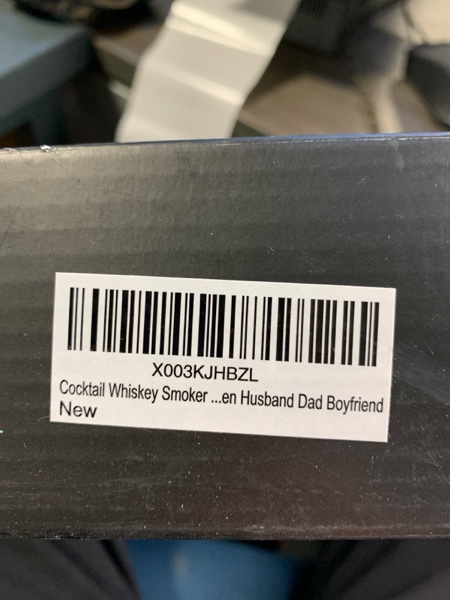 X003KJHBZL
Cocktail Whiskey Smoker ...en Husband Dad Boyfriend
New